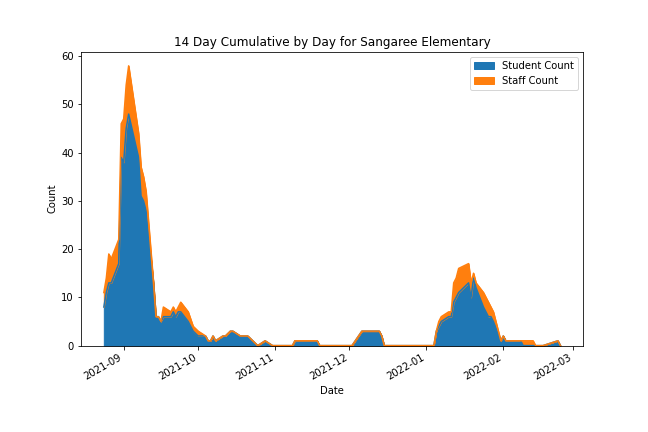 14 Day Cumulative by Day for Sangaree Elementary
Student Count
Staff Count
Count
60
50
40
30
20
10
0
2021-09
2021-10
2021-11
2021-12
2022-01
2022-02
2022-03
Date